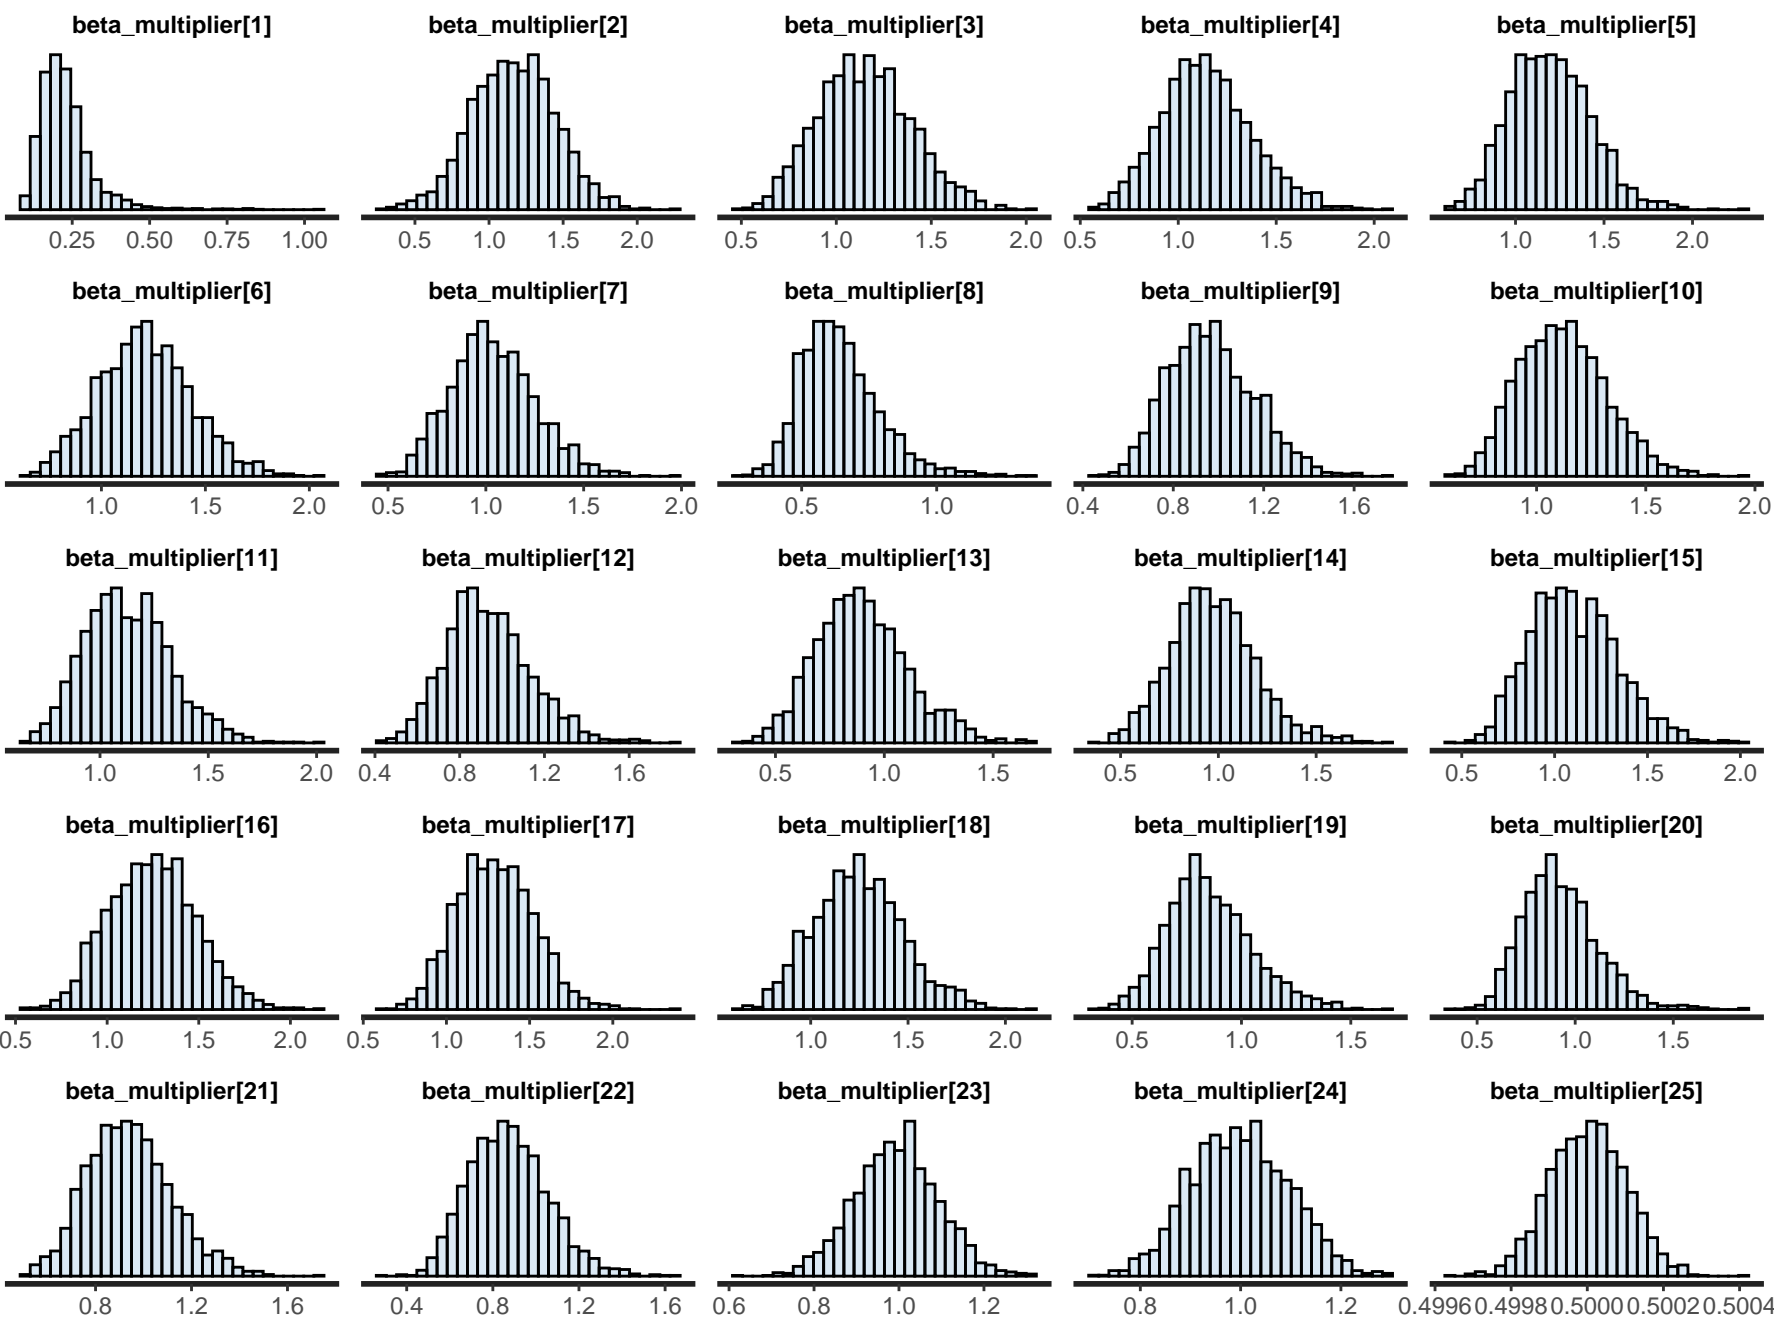 beta_multiplier[1] beta_multiplier[2] beta_multiplier[3] beta_multiplier[4] beta_multiplier[5]
0.25 0.50 0.75 1.00 0.5 1.0 1.5 2.0 0.5 1.0 1.5 2.0 0.5 1.0 1.5 2.0 1.0 1.5 2.0
beta_multiplier[6] beta_multiplier[7] beta_multiplier[8] beta_multiplier[9] beta_multiplier[10]
1.0 1.5 2.0 0.5 1.0 1.5 2.0 0.5 1.0 0.4 0.8 1.2 1.6 1.0 1.5 2.0
beta_multiplier[11] beta_multiplier[12] beta_multiplier[13] beta_multiplier[14] beta_multiplier[15]
1.0 1.5 2.0 0.4 0.8 1.2 1.6 0.5 1.0 1.5 0.5 1.0 1.5 0.5 1.0 1.5 2.0
beta_multiplier[16] beta_multiplier[17] beta_multiplier[18] beta_multiplier[19] beta_multiplier[20]
0.5 1.0 1.5 2.0 0.5 1.0 1.5 2.0 1.0 1.5 2.0 0.5 1.0 1.5 0.5 1.0 1.5
beta_multiplier[21] beta_multiplier[22] beta_multiplier[23] beta_multiplier[24] beta_multiplier[25]
0.8 1.2 1.6 0.4 0.8 1.2 1.6 0.6 0.8 1.0 1.2 0.8 1.0 1.2 0.4996 0.4998 0.5000 0.5002 0.5004